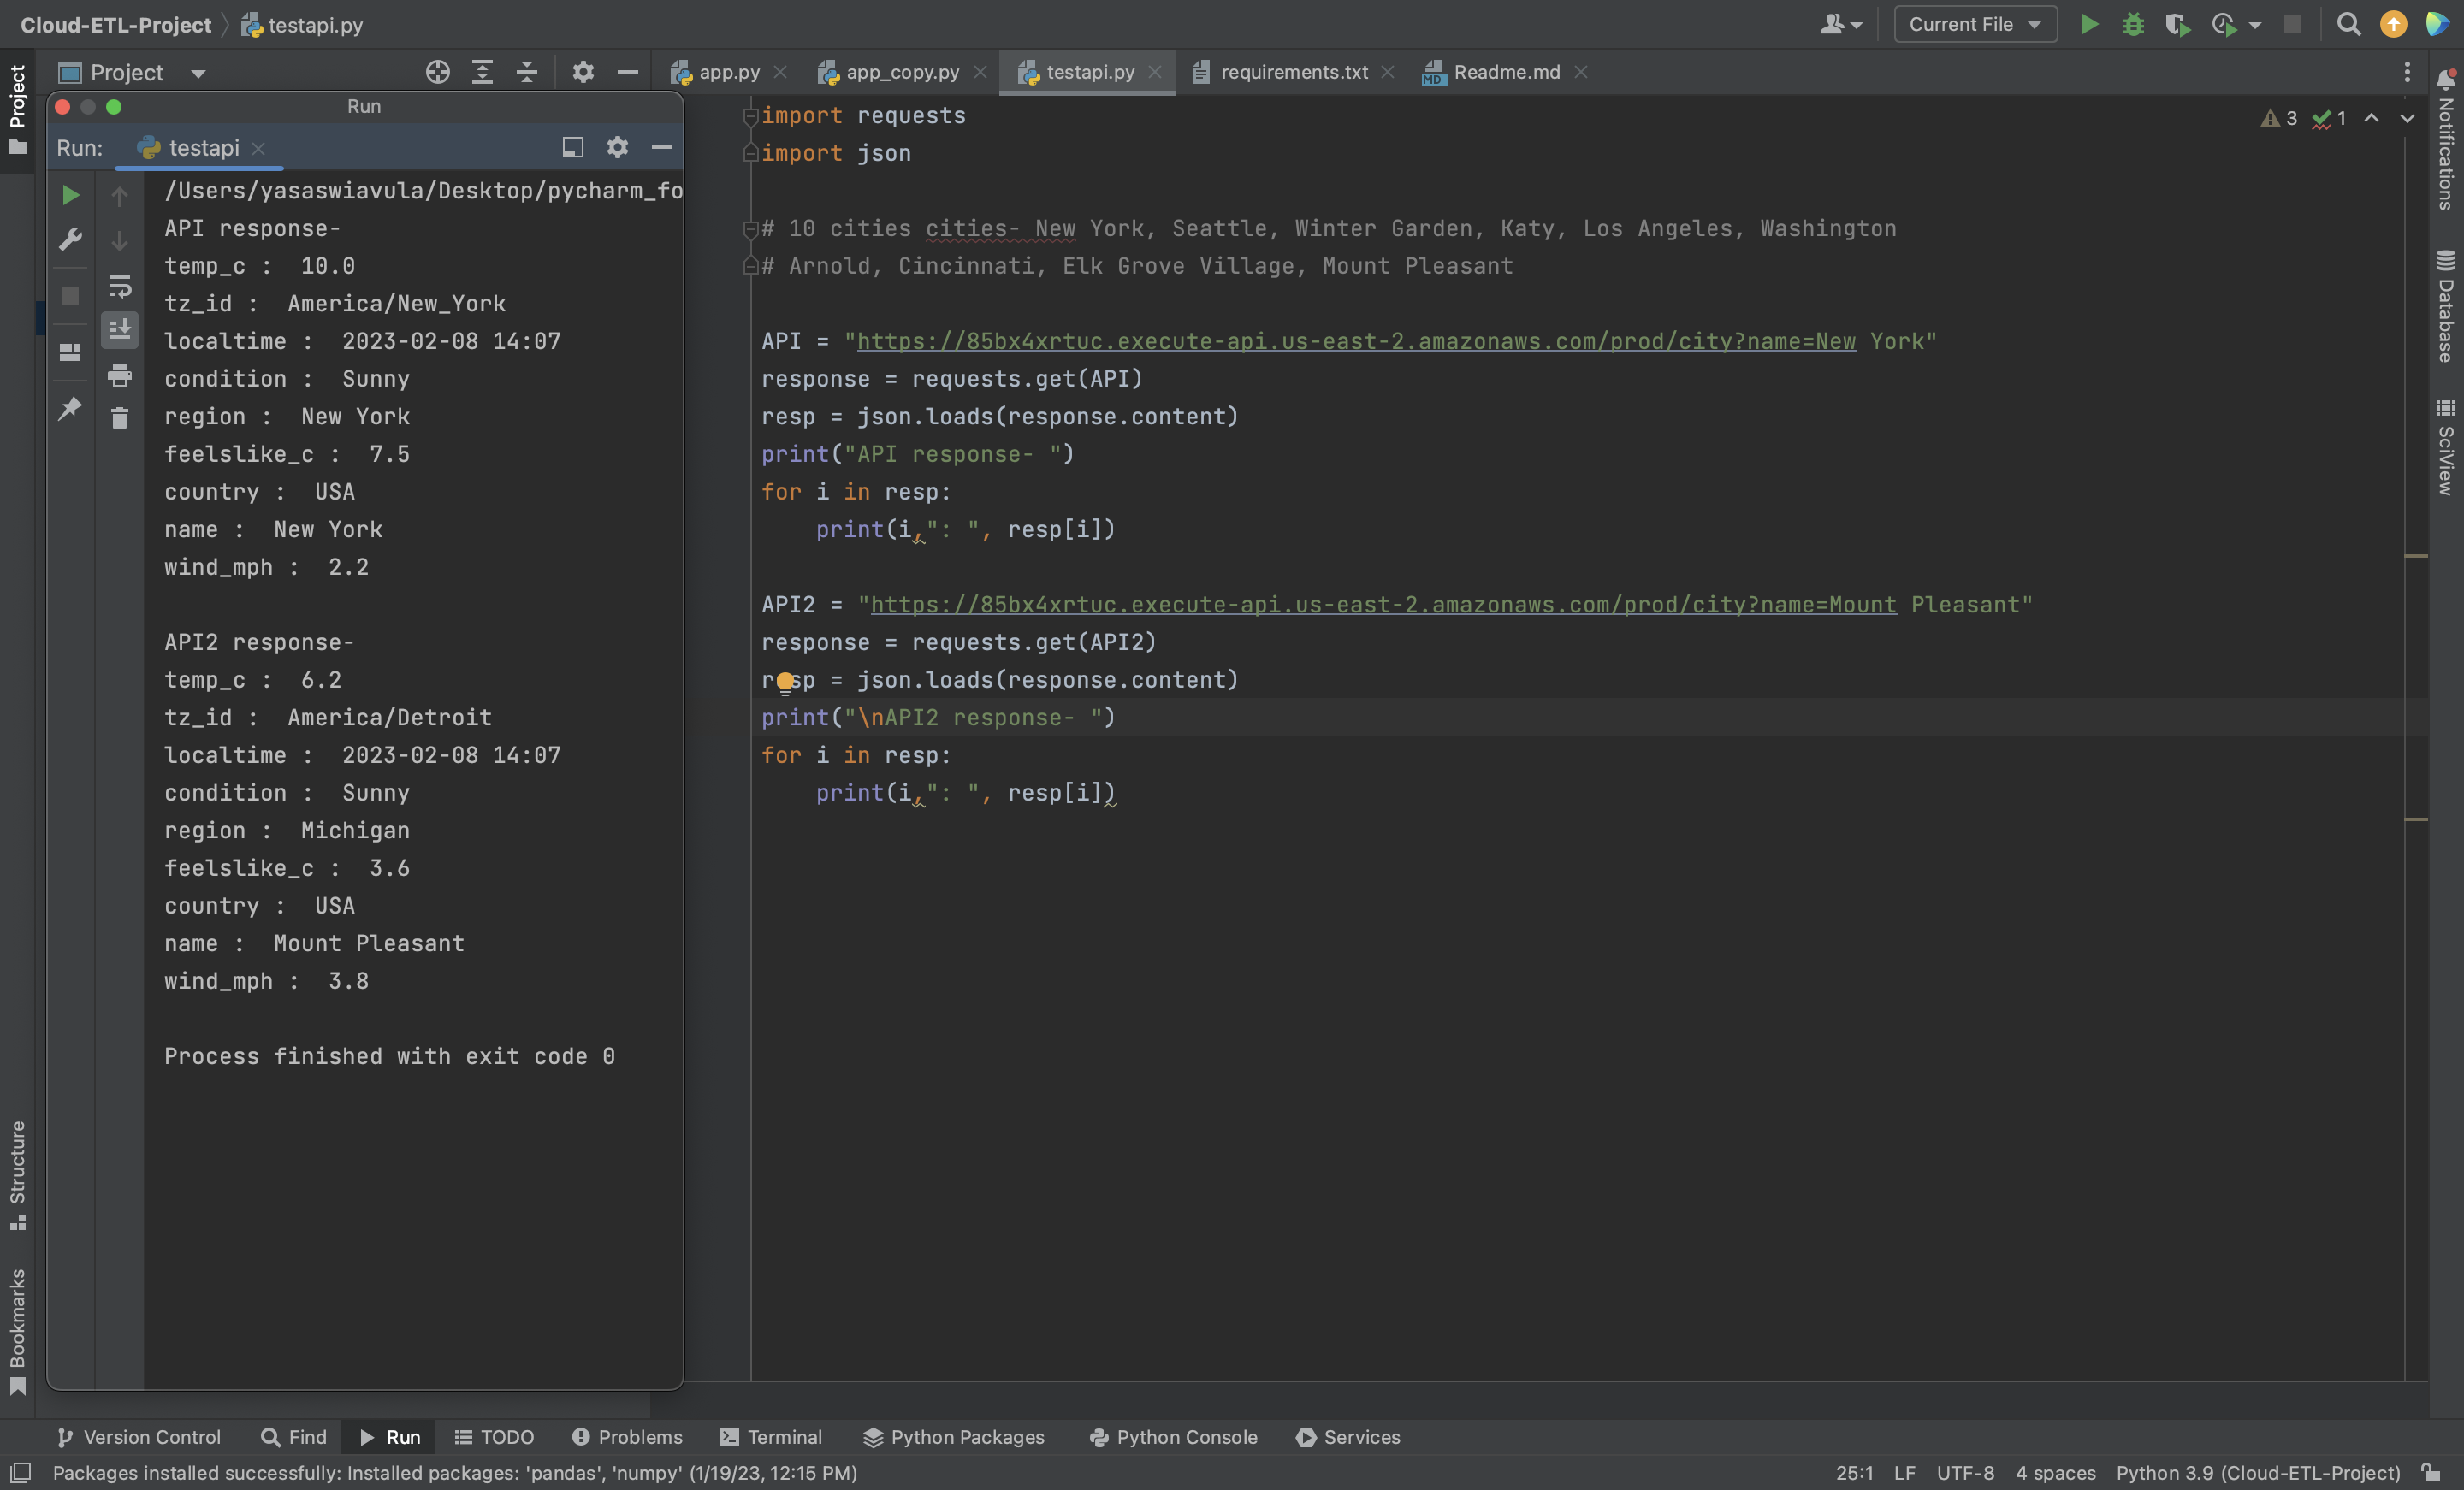 Cloud-ETL-Project testapi.py
Current File
Project
app.py
app_copy.py
testapi.py
requirements.txt
MD Readme.md
Project
Structure
Bookmarks
Run
Run: testapi
/Users/yasaswiavula/Desktop/pycharm_fo
API response-
temp_c :  10.0
tz_id :  America/New_York
localtime :  2023-02-08 14:07
condition :  Sunny
region :  New York
feelslike_c :  7.5
country :  USA
name :  New York
wind_mph :  2.2
API2 response-
temp_c :  6.2
tz_id :  America/Detroit
localtime :  2023-02-08 14:07
condition :  Sunny
region :  Michigan
feelslike_c :  3.6
country :  USA
name :  Mount Pleasant
wind_mph :  3.8
Process finished with exit code 0
import requests
import json
# 10 cities cities- New York, Seattle, Winter Garden, Katy, Los Angeles, Washington
# Arnold, Cincinnati, Elk Grove Village, Mount Pleasant
API = "https://85bx4xrtuc.execute-api.us-east-2.amazonaws.com/prod/city?name=New York"
response = requests.get(API)
resp = json.loads(response.content)
print("API response- ")
for i in resp:
    print(i,": ", resp[i])
API2 = "https://85bx4xrtuc.execute-api.us-east-2.amazonaws.com/prod/city?name=Mount Pleasant"
response = requests.get(API2)
resp = json.loads(response.content)
print("\nAPI2 response- ")
for i in resp:
    print(i,": ", resp[i])
3 1
Notifications
Database
SciView
Version Control
Find
Run
TODO
Problems
Terminal
Python Packages
Python Console
Services
Packages installed successfully: Installed packages: 'pandas', 'numpy' (1/19/23, 12:15 PM)
25:1 LF UTF-8 4 spaces Python 3.9 (Cloud-ETL-Project)